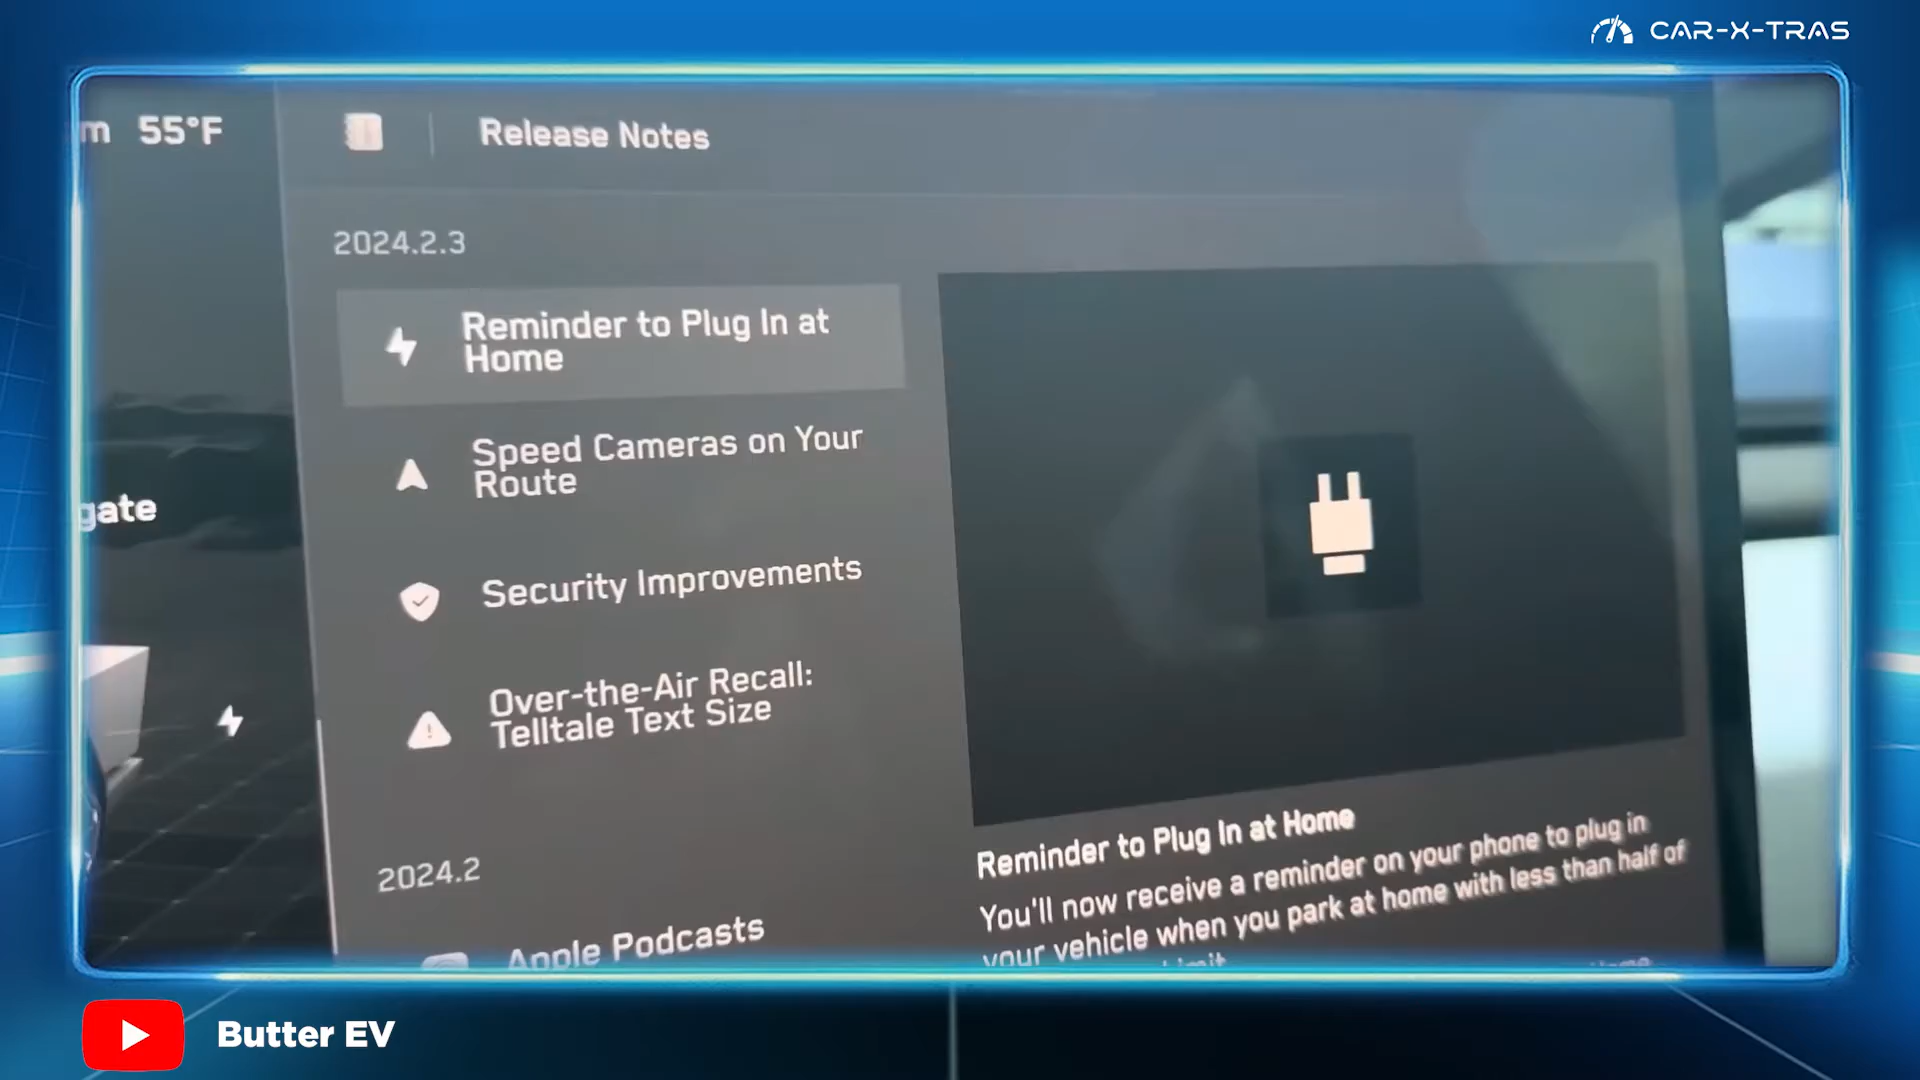 CAR-X-TRAS
m 55°F
Release Notes
2024.2.3
Reminder to Plug In at
Home
Speed Cameras on Your
Route
gate
Security Improvements
Over-the-Air Recall:
Telltale Text Size
2024.2
Apple Podcasts
Reminder to Plug In at Home
You'll now receive a reminder on your phone to plug in
your vehicle when you park at home with less than half of
Butter EV